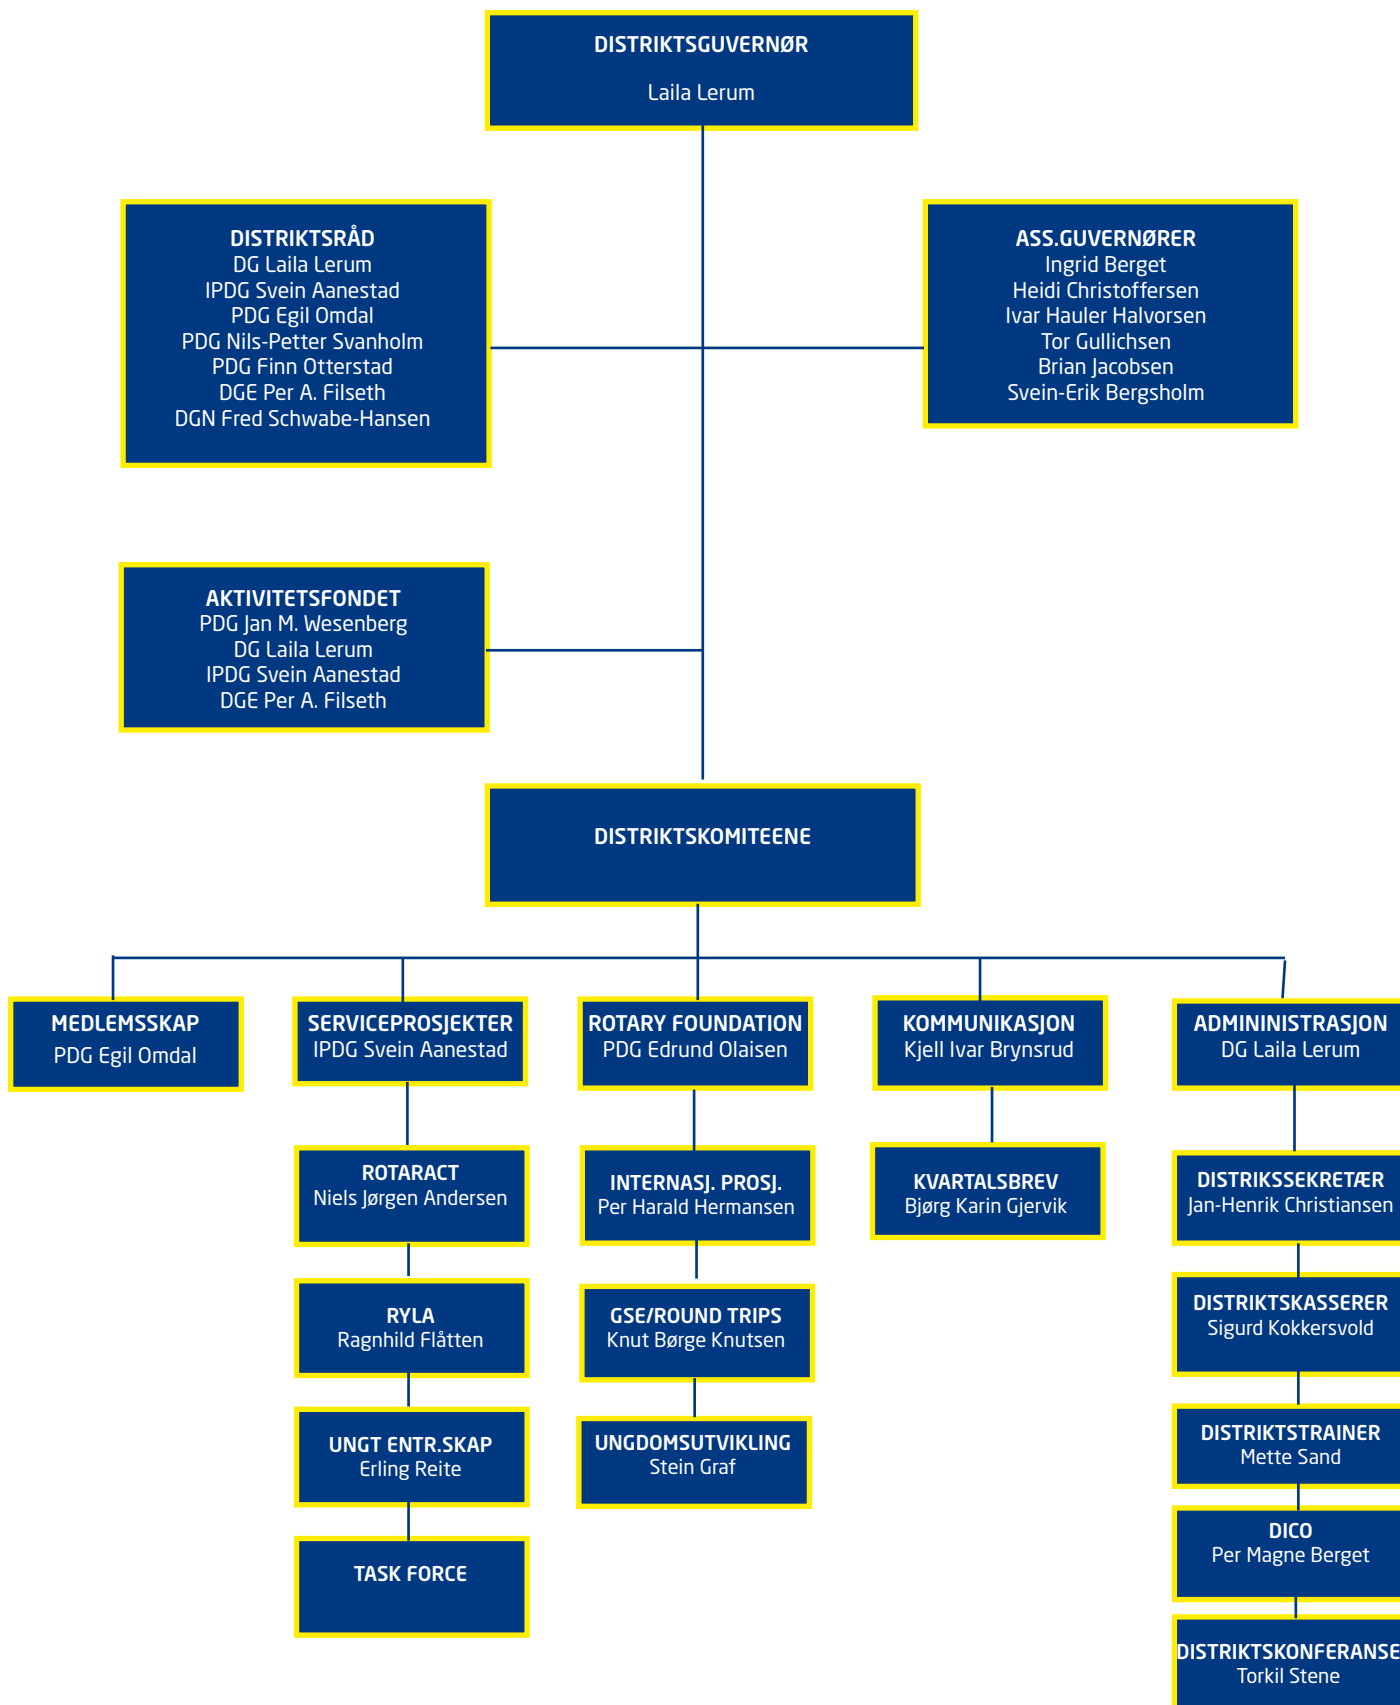 DISTRIKTSGUVERNØR
Laila Lerum
DISTRIKTSRÅD
DG Laila Lerum
IPDG Svein Aanestad
PDG Egil Omdal
PDG Nils-Petter Svanholm
PDG Finn Otterstad
DGE Per A. Filseth
DGN Fred Schwabe-Hansen
ASS.GUVERNØRER
Ingrid Berget
Heidi Christoffersen
Ivar Hauler Halvorsen
Tor Gullichsen
Brian Jacobsen
Svein-Erik Bergsholm
AKTIVITETSFONDET
PDG Jan M. Wesenberg
DG Laila Lerum
IPDG Svein Aanestad
DGE Per A. Filseth
DISTRIKTSKOMITEENE
MEDLEMSSKAP
PDG Egil Omdal
SERVICEPROSJEKTER
IPDG Svein Aanestad
ROTARY FOUNDATION
PDG Edrund Olaisen
KOMMUNIKASJON
Kjell Ivar Brynsrud
ADMININISTRASJON
DG Laila Lerum
ROTARACT
Niels Jørgen Andersen
INTERNASJ. PROSJ.
Per Harald Hermansen
KVARTALSBREV
Bjørg Karin Gjervik
DISTRIKSSEKRETÆR
Jan-Henrik Christiansen
RYLA
Ragnhild Flåtten
GSE/ROUND TRIPS
Knut Børge Knutsen
DISTRIKTSKASSERER
Sigurd Kokkersvold
UNGT ENTR.SKAP
Erling Reite
UNGDOMSUTVIKLING
Stein Graf
DISTRIKTSTRAINER
Mette Sand
TASK FORCE
DICO
Per Magne Berget
DISTRIKTSKONFERANSE
Torkil Stene